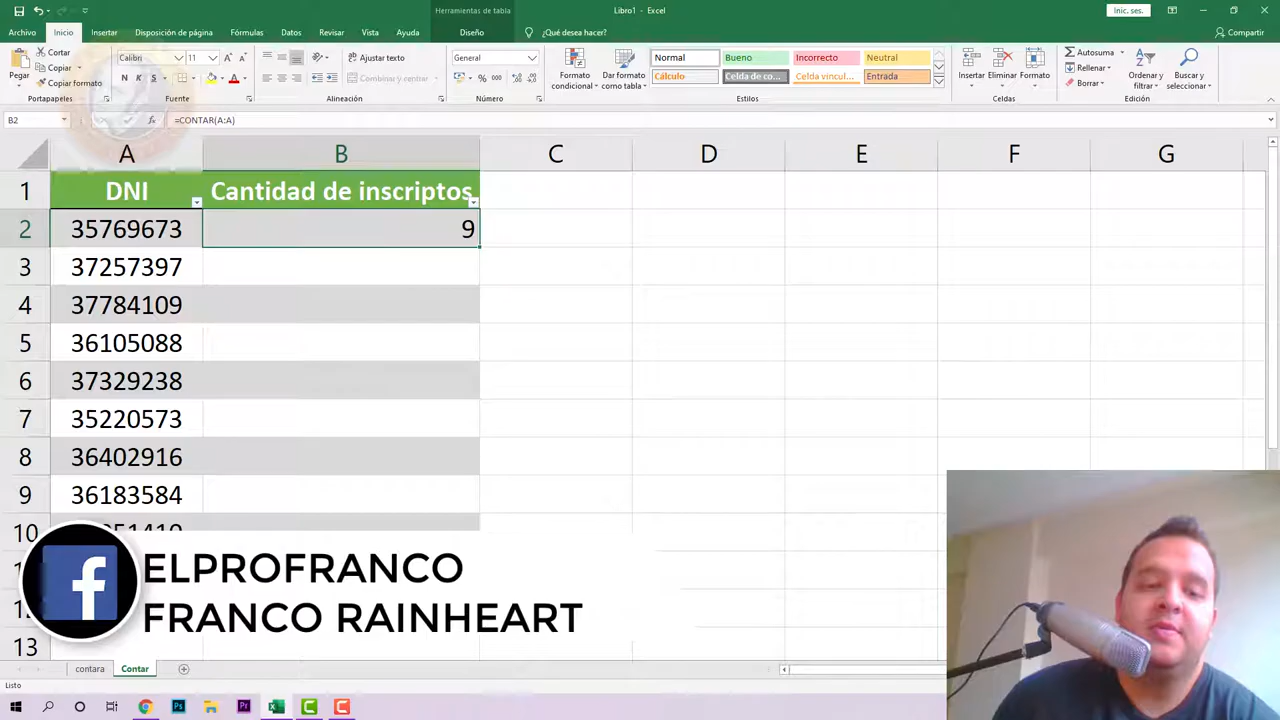 Herramientas de tabla
Libro1 - Excel
Inic. ses.
Archivo Inicio Insertar Disposición de página Fórmulas Datos Revisar Vista Ayuda Diseño ¿Qué desea hacer? Compartir
Pegar
Cortar
Copiar
Copiar formato
Portapapeles
Calibri 11
N K S
Fuente
Ajustar texto
Combinar y centrar
Alineación
General
% 000
Número
Formato condicional
Dar formato como tabla
Normal Bueno Incorrecto Neutral
Cálculo Celda de co... Celda vincul... Entrada
Estilos
Insertar Eliminar Formato
Celdas
Autosuma
Rellenar
Borrar
Ordenar y filtrar
Buscar y seleccionar
Edición
B2 fx =CONTAR(A:A)
A B C D E F G
1 DNI Cantidad de inscriptos
2 35769673 9
3 37257397
4 37784109
5 36105088
6 37329238
7 35220573
8 36402916
9 36183584
10
ELPROFRANCO
FRANCO RAINHEART
13
contara Contar
Listo